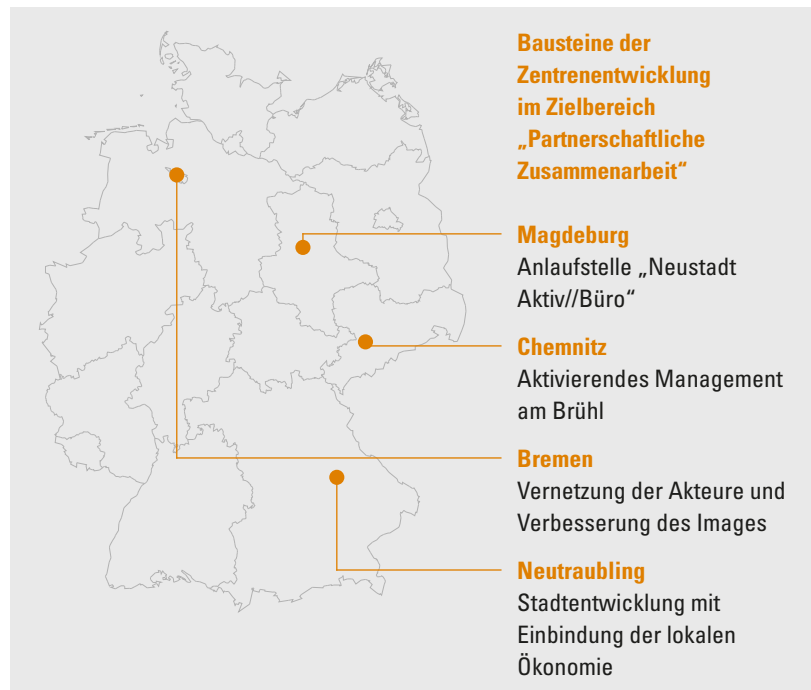 Bausteine der
Zentrenentwicklung
im Zielbereich
„Partnerschaftliche
Zusammenarbeit“
Magdeburg
Anlaufstelle „Neustadt
Aktiv//Büro“
Chemnitz
Aktivierendes Management
am Brühl
Bremen
Vernetzung der Akteure und
Verbesserung des Images
Neutraubling
Stadtentwicklung mit
Einbindung der lokalen
Ökonomie